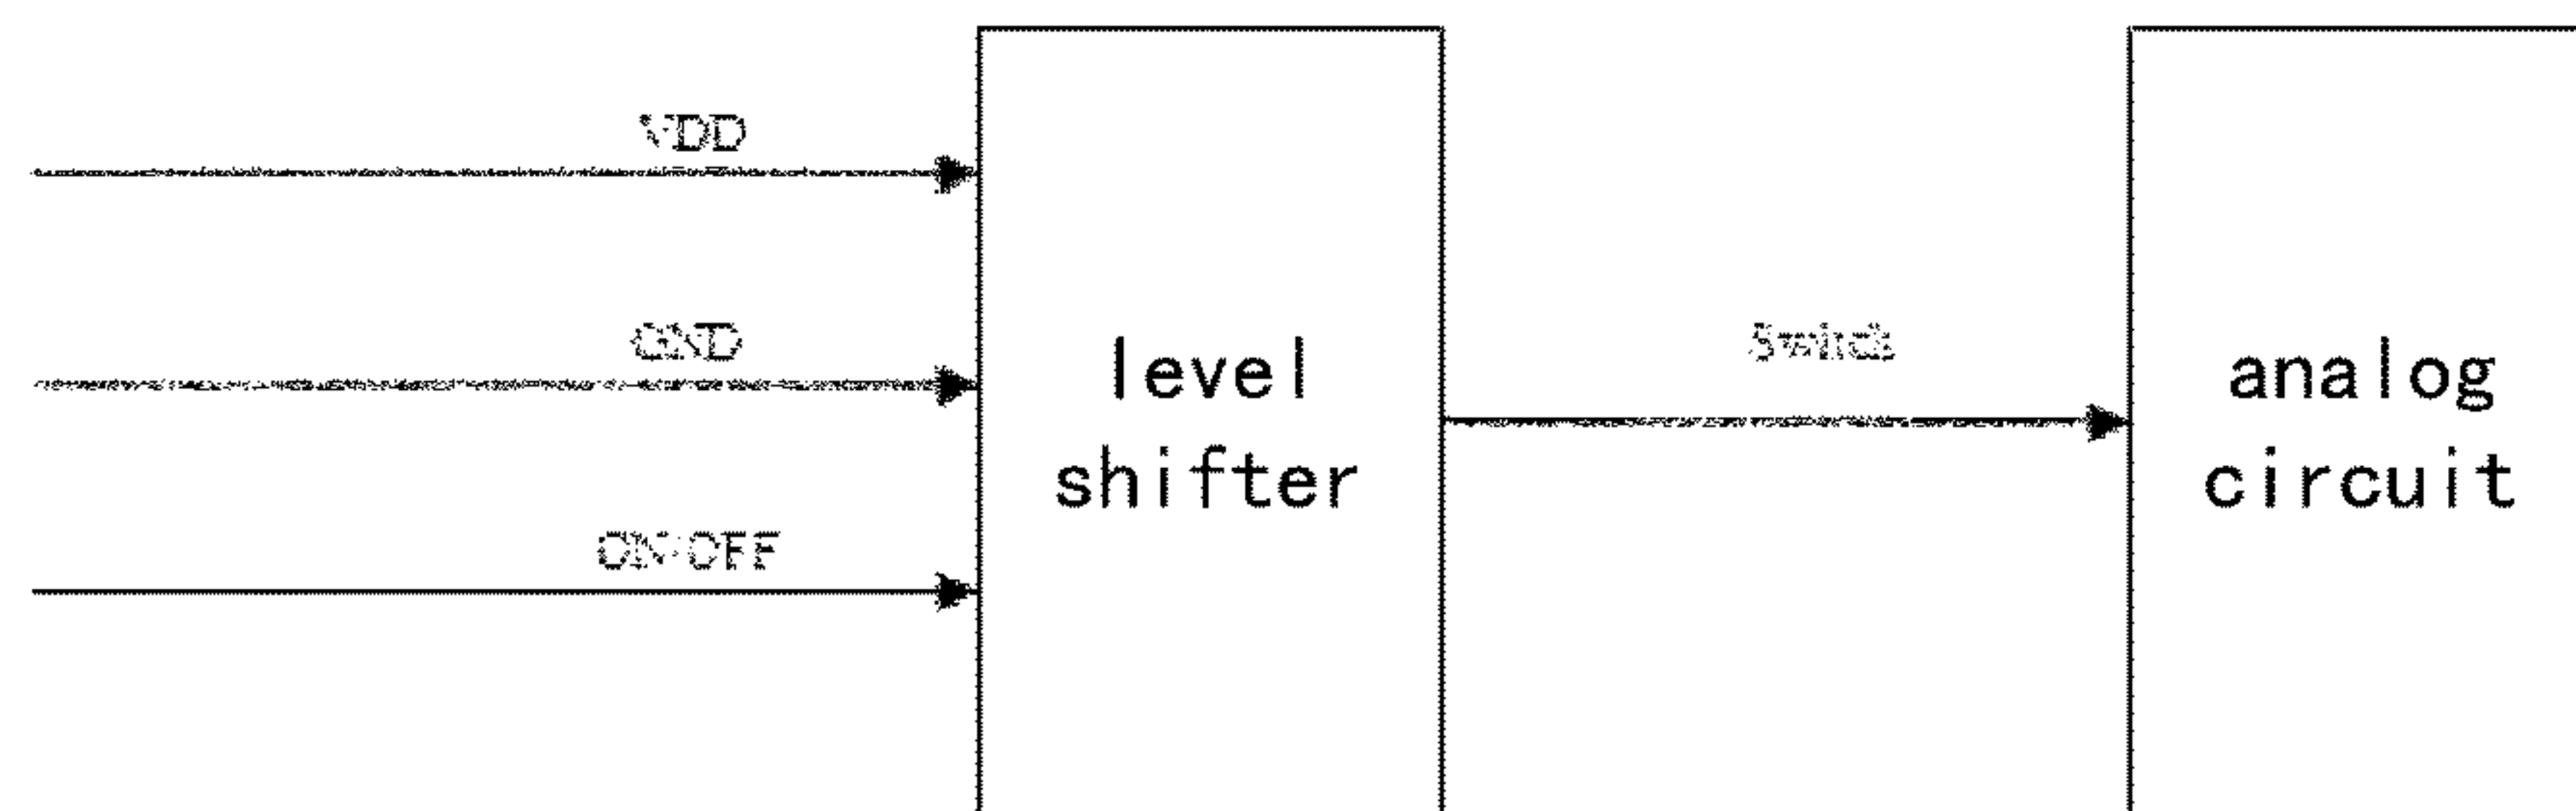 VDD
GND
level
shifter
Switch
analog
circuit
ON/OFF